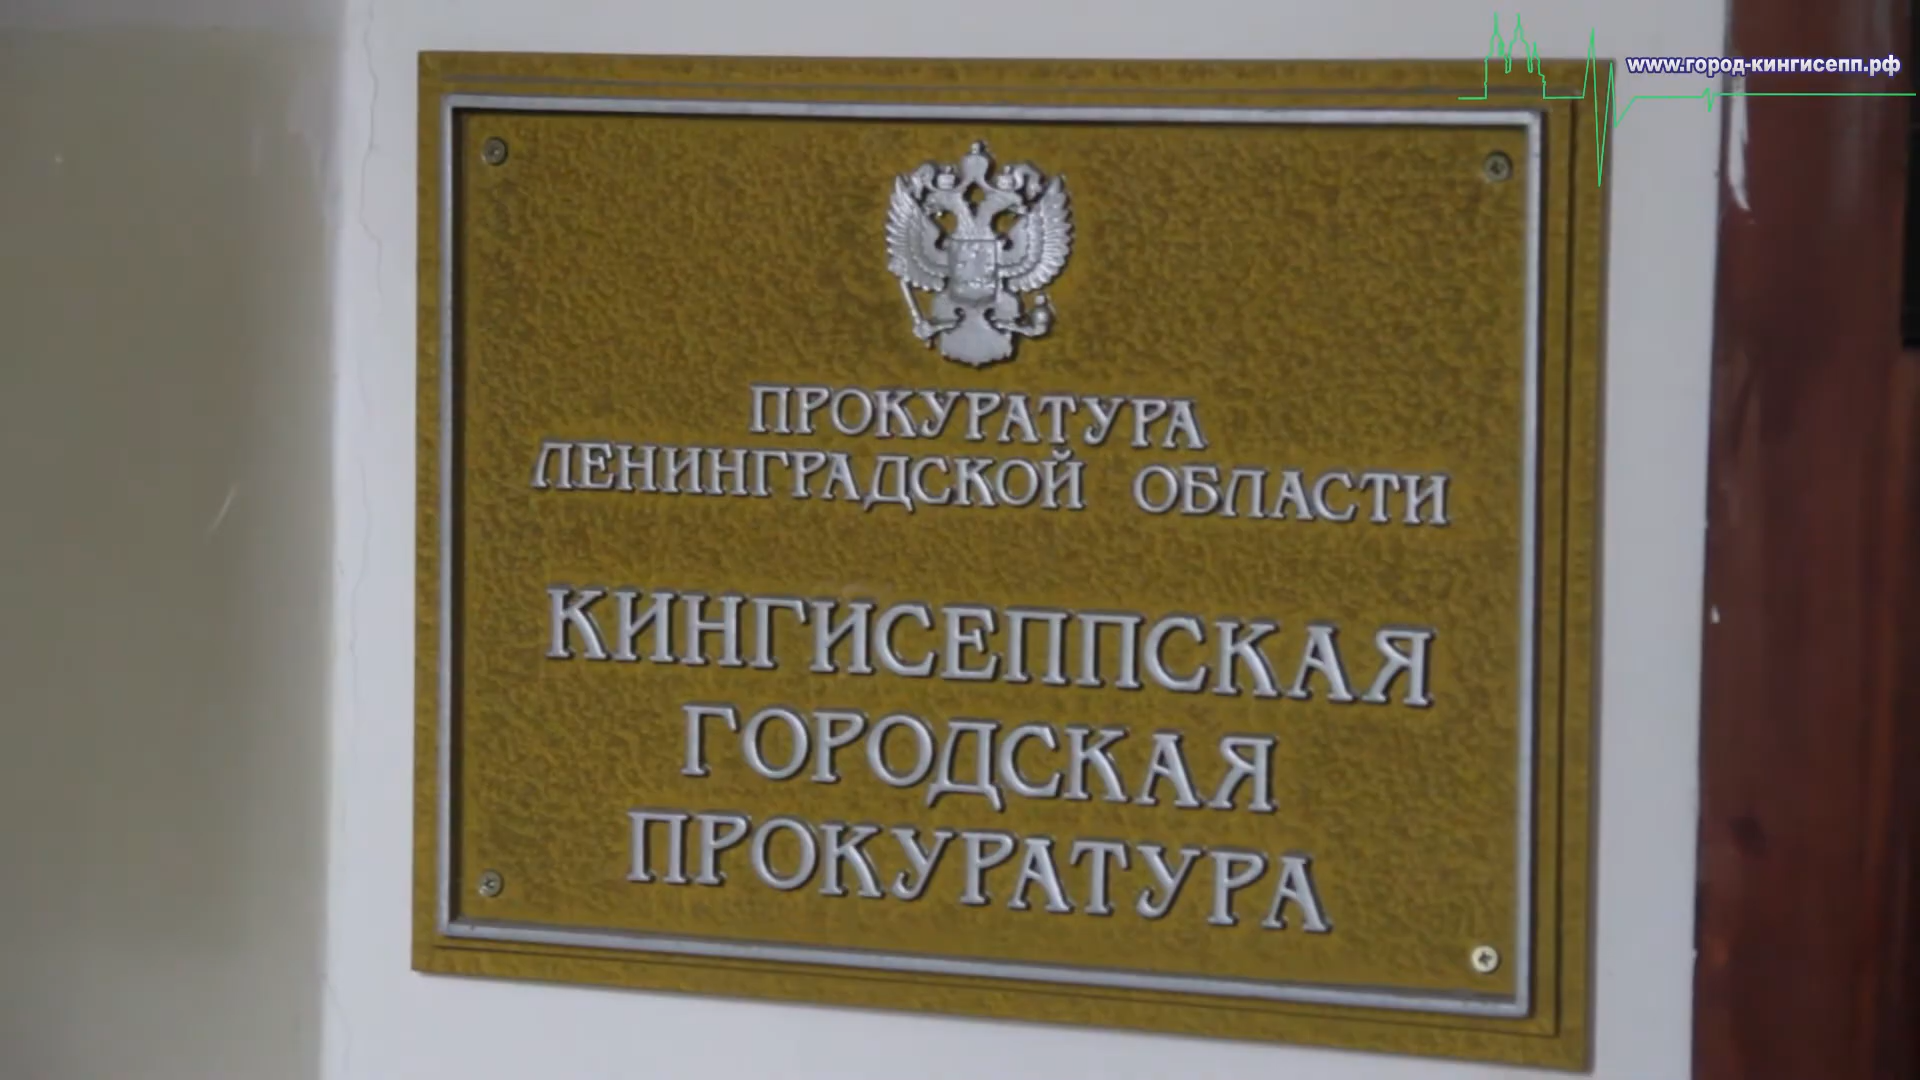 www.город-кингисепп.рф
ПРОКУРАТУРА
ЛЕНИНГРАДСКОЙ ОБЛАСТИ
КИНГИСЕППСКАЯ
ГОРОДСКАЯ
ПРОКУРАТУРА